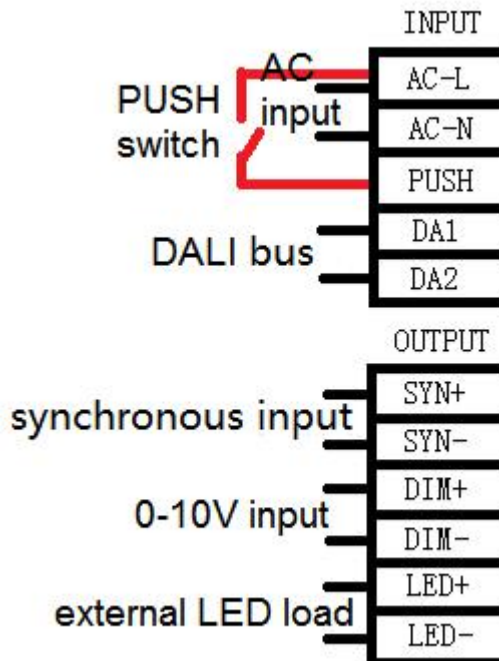 INPUT
AC
input
PUSH
switch
AC-L
AC-N
PUSH
DALI bus
DA1
DA2
OUTPUT
synchronous input
SYN+
SYN-
0-10V input
DIM+
DIM-
external LED load
LED+
LED-